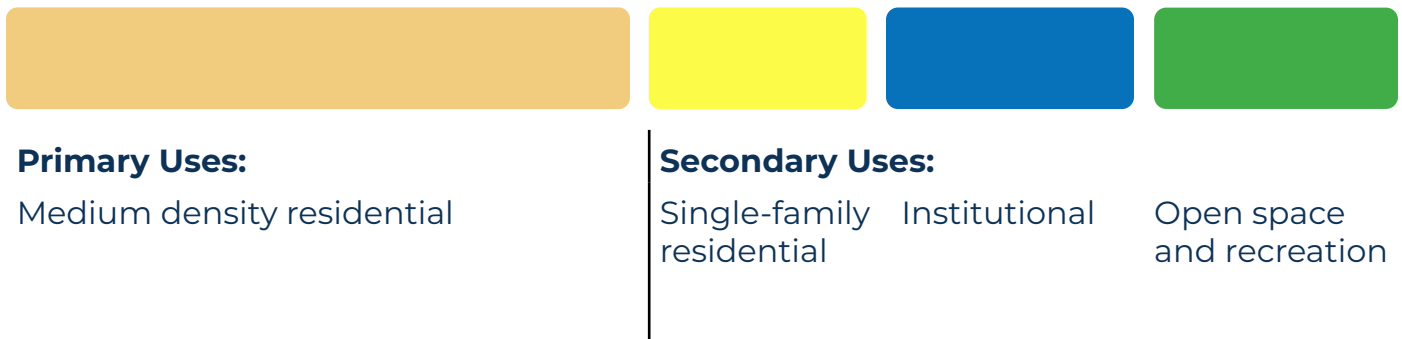 Primary Uses:
Medium density residential
Secondary Uses:
Single-family
residential
Institutional
Open space
and recreation